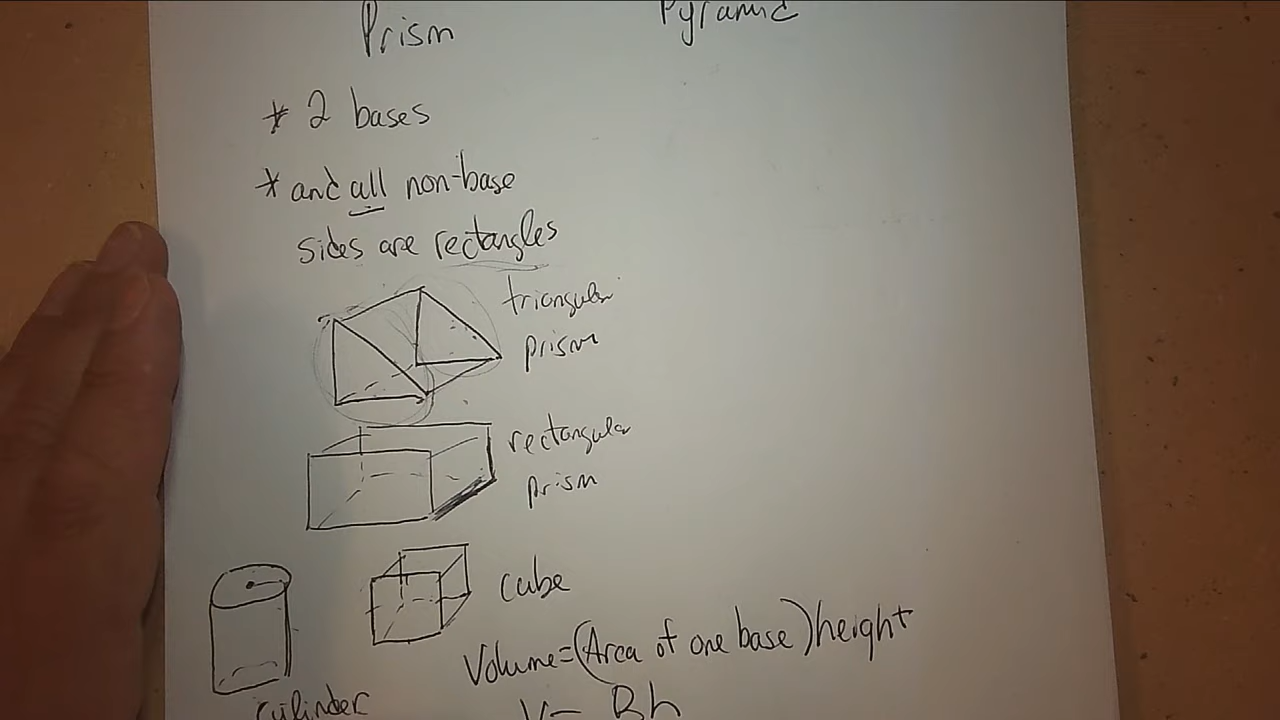 Prism
Pyramid
* 2 bases
* and all non-base
sides are rectangles
triangular
prism
rectangular
prism
cube
Volume=(Area of one base)height
cylinder
V= Bh